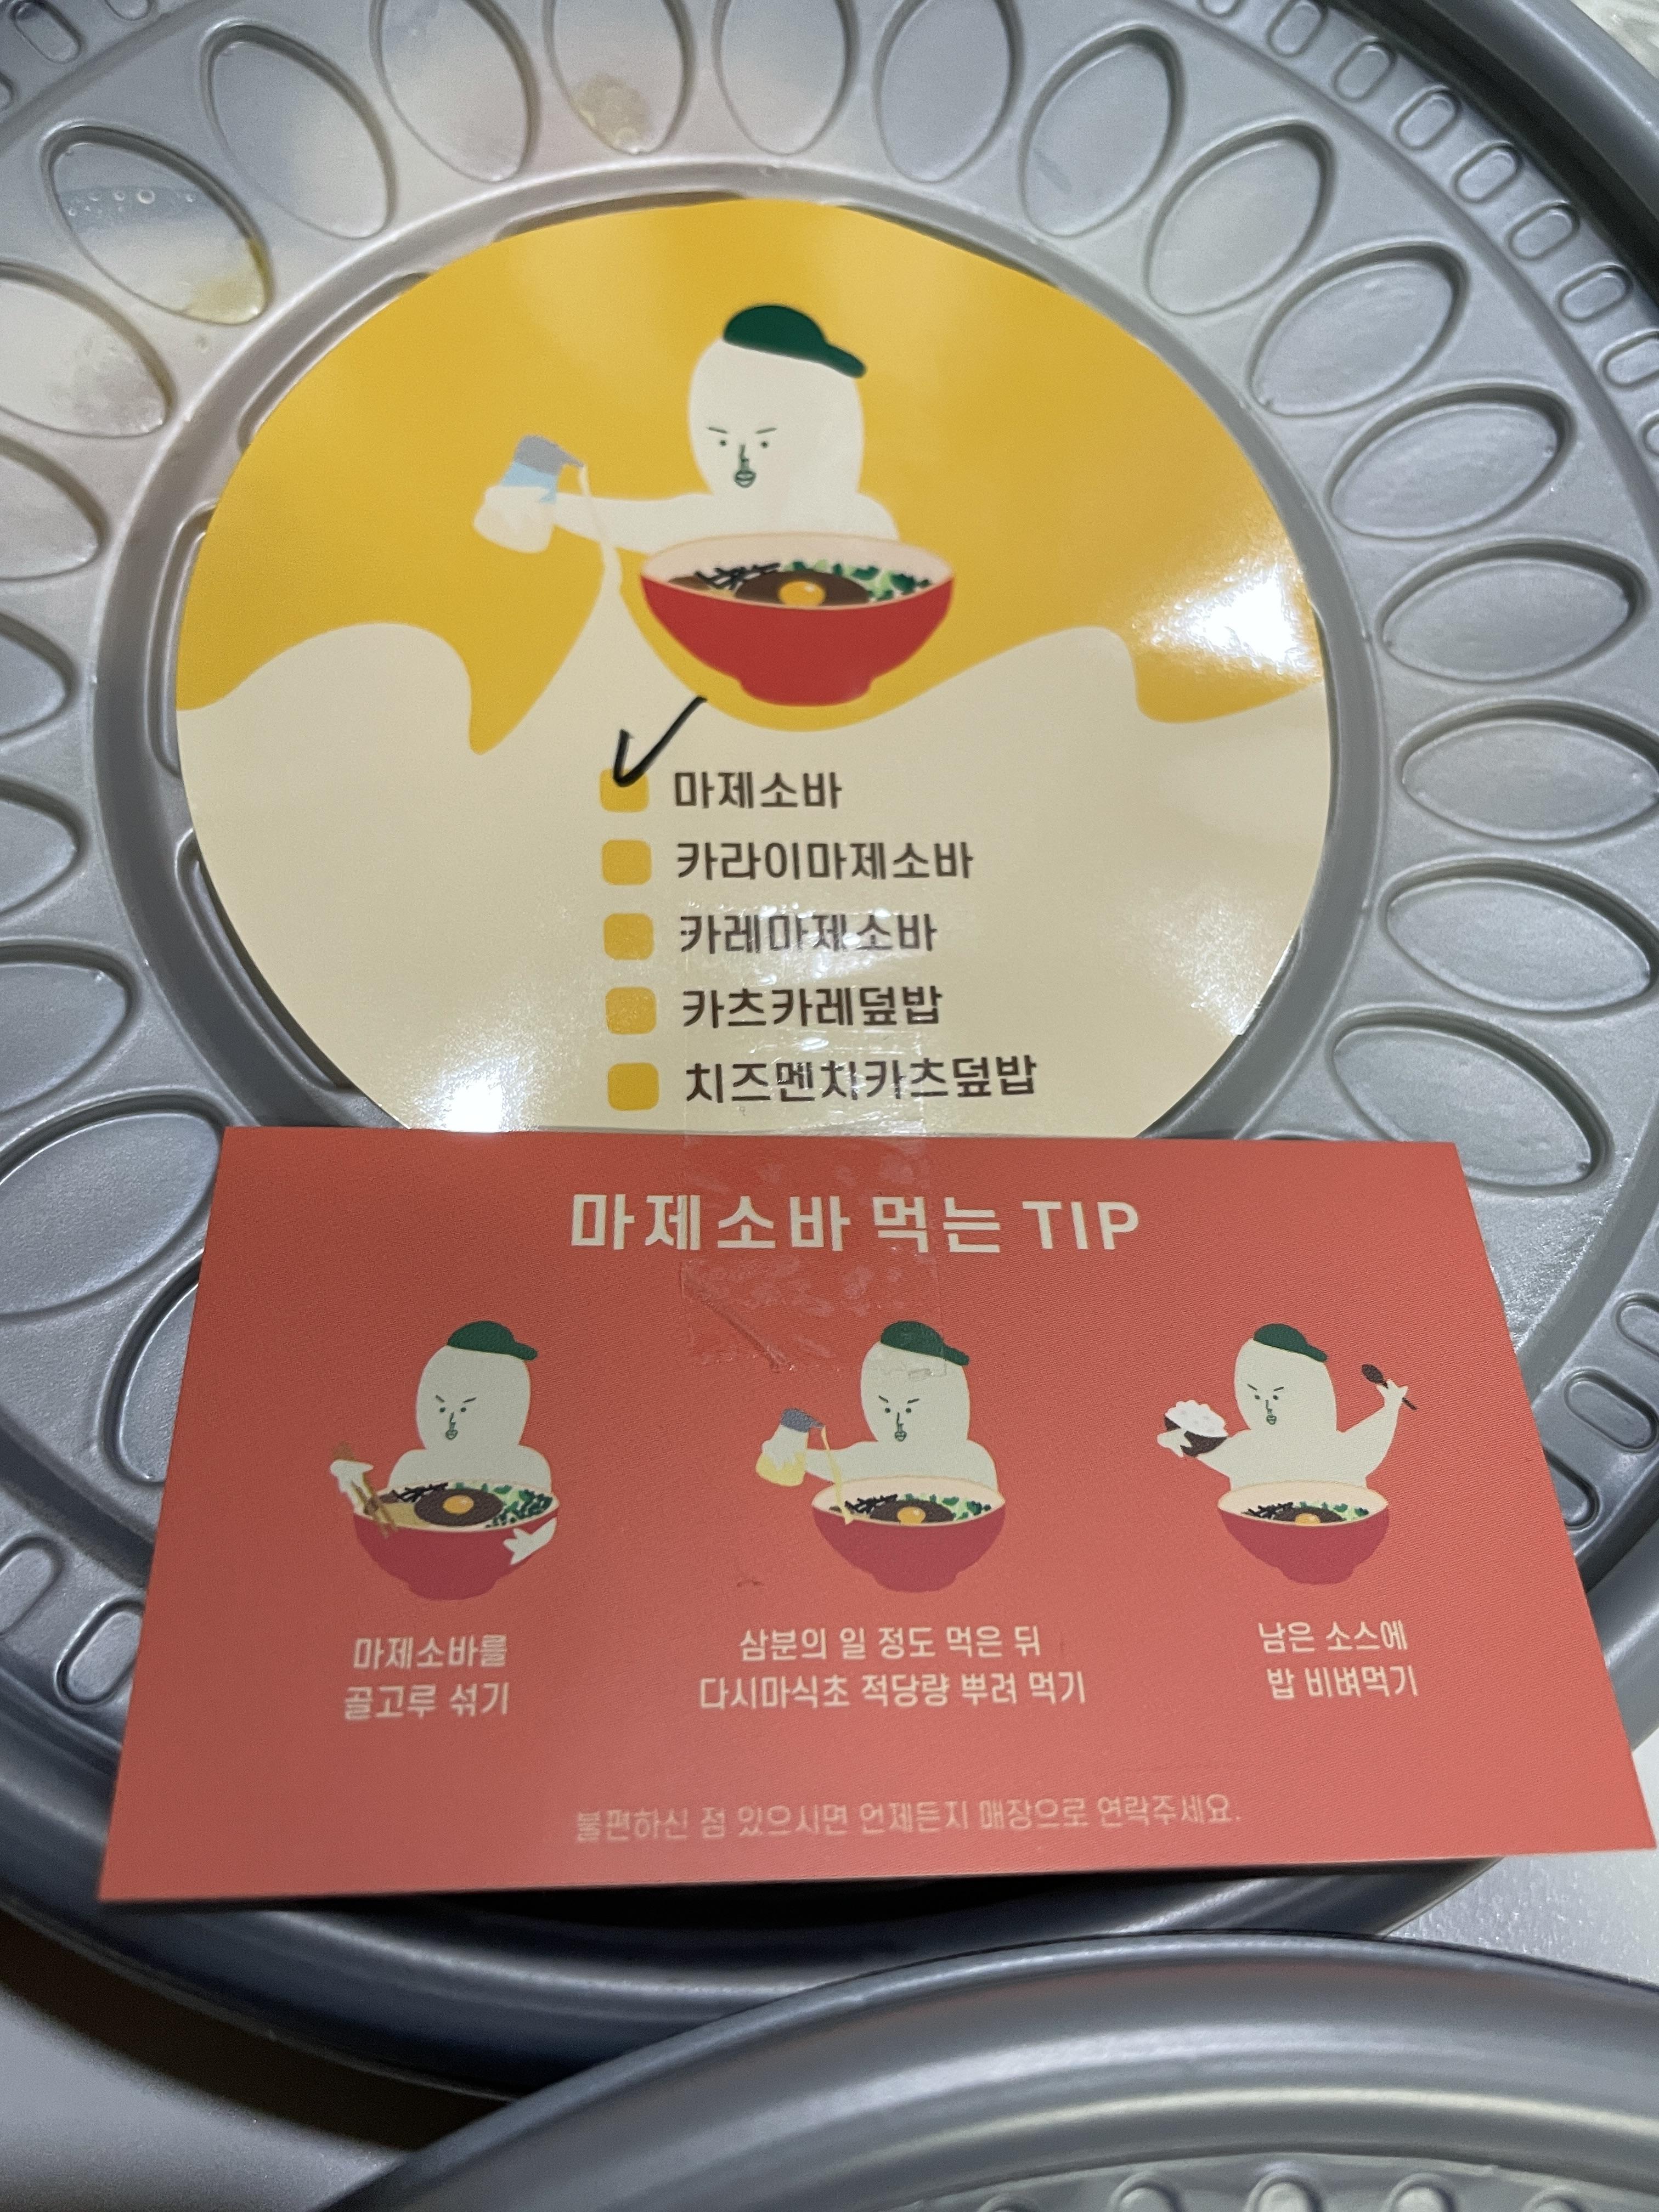 마제소바
카라이마제소바
카레마제소바
카츠카레덮밥
치즈멘치카츠덮밥
마제소바 먹는 TIP
마제소바를
골고루 섞기
삼분의 일 정도 먹은 뒤
다시마식초 적당량 뿌려 먹기
남은 소스에
밥 비벼먹기
불편하신 점 있으시면 언제든지 매장으로 연락주세요.